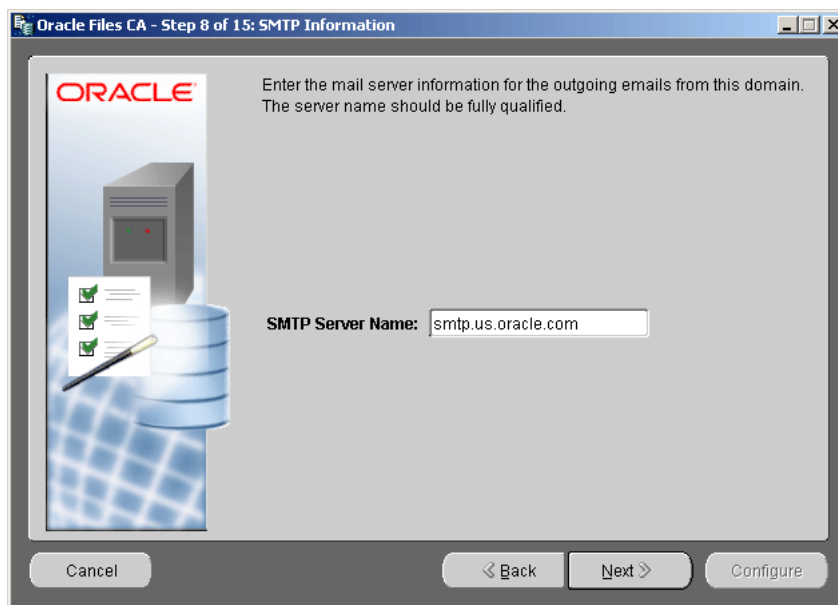 Oracle Files CA - Step 8 of 15: SMTP Information
ORACLE
Enter the mail server information for the outgoing emails from this domain.
The server name should be fully qualified.
SMTP Server Name: smtp.us.oracle.com
Cancel
Back
Next
Configure